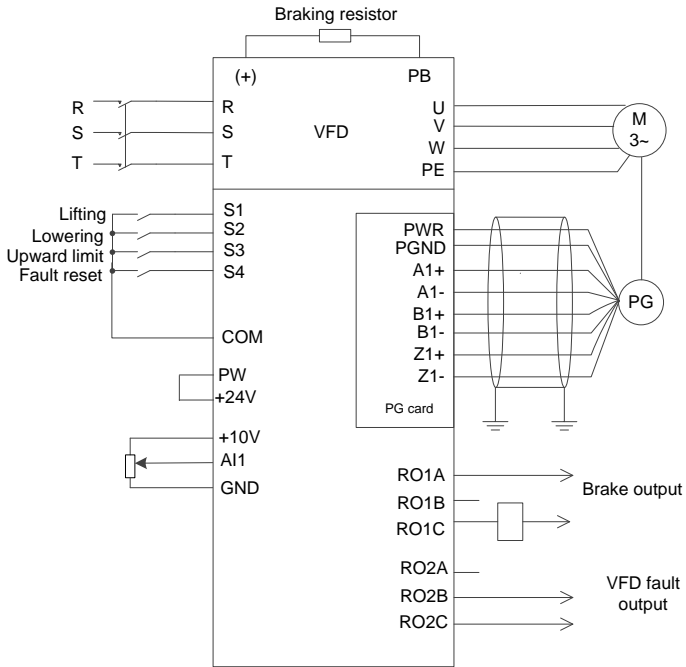 Braking resistor
(+)
PB
R
S
T
R
S
T
VFD
U
V
W
PE
M
3~
Lifting
Lowering
Upward limit
Fault reset
S1
S2
S3
S4
COM
PW
+24V
+10V
AI1
GND
PWR
PGND
A1+
A1-
B1+
B1-
Z1+
Z1-
PG card
PG
RO1A
RO1B
RO1C
Brake output
RO2A
RO2B
RO2C
VFD fault
output